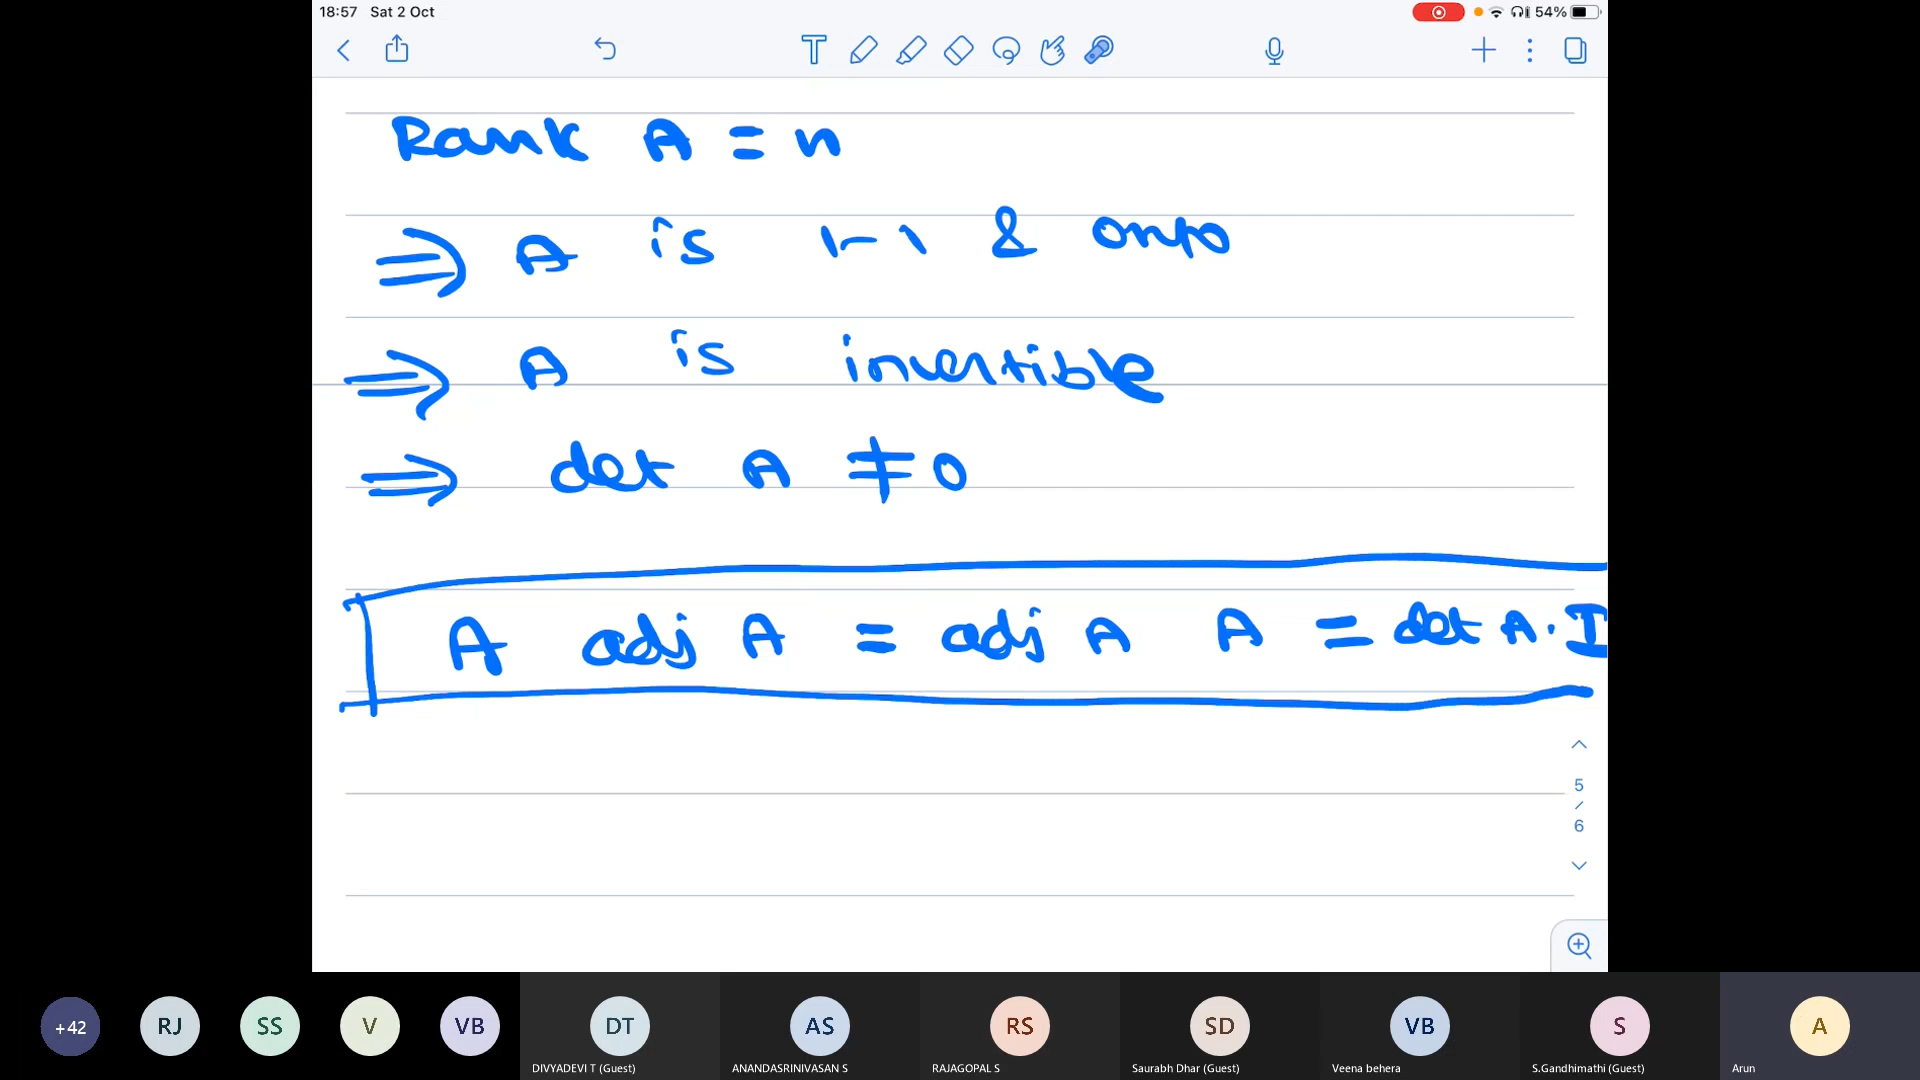 18:57 Sat 2 Oct 54%
Rank A = n
⇒ A is 1-1 & onto
⇒ A is invertible
⇒ det A ≠ 0
A adj A = adj A A = det A . I
5
/
6
+42 RJ SS V VB DT AS RS SD VB S A
DIVYADEVI T (Guest) ANANDASRINIVASAN S RAJAGOPAL S Saurabh Dhar (Guest) Veena behera S.Gandhimathi (Guest) Arun